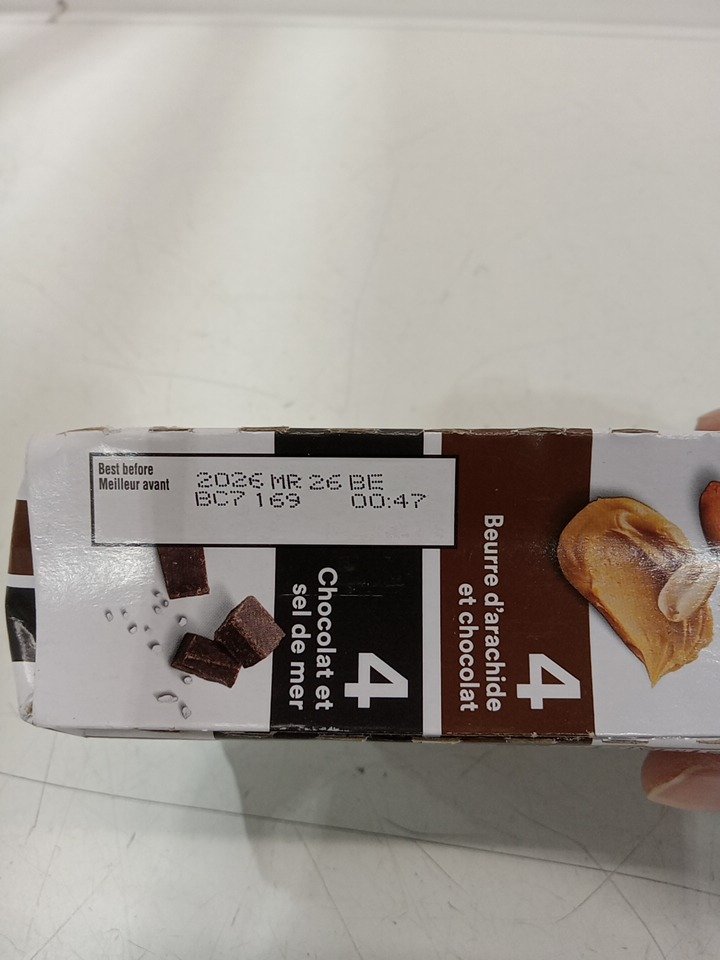 Best before
Meilleur avant
2026 MR 26 BE
BC7 169 00:47
4
Chocolat et
sel de mer
4
Beurre d'arachide
et chocolat